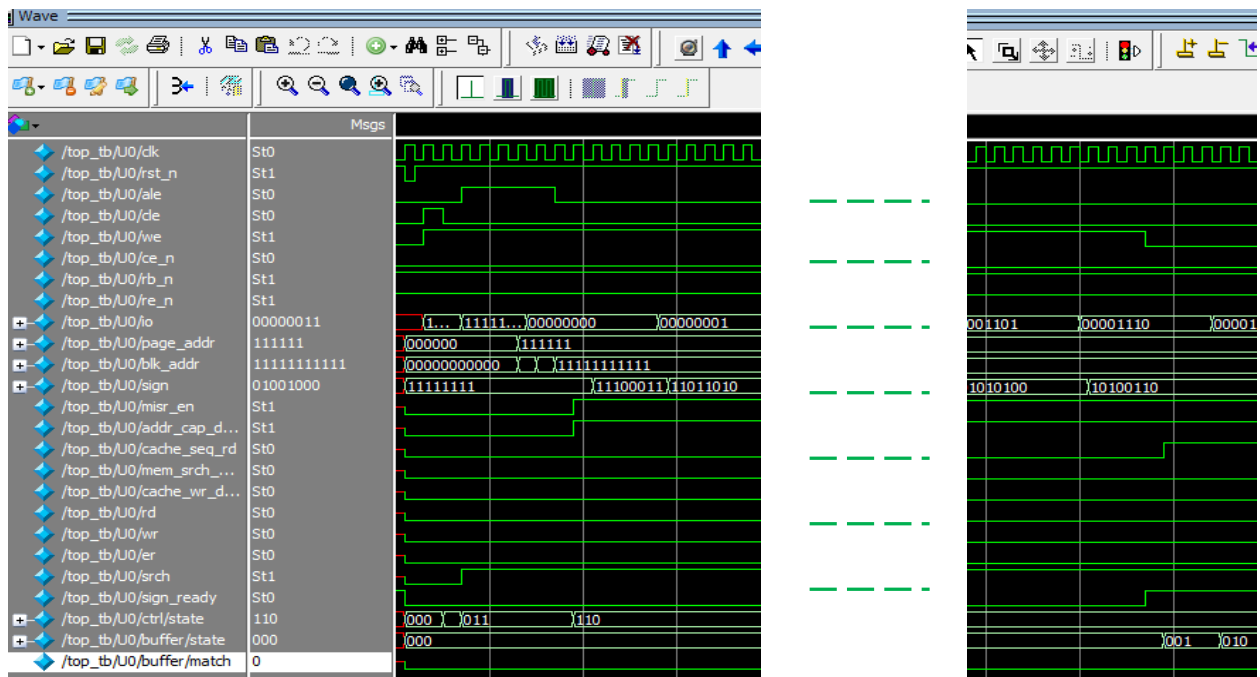 Wave
Msgs
/top_tb/U0/clk St0
/top_tb/U0/rst_n St1
/top_tb/U0/ale St0
/top_tb/U0/cle St0
/top_tb/U0/we St1
/top_tb/U0/ce_n St0
/top_tb/U0/rb_n St1
/top_tb/U0/re_n St1
/top_tb/U0/io 00000011 1... 11111... 00000000 00000001 001101 00001110 00001
/top_tb/U0/page_addr 111111 000000 111111
/top_tb/U0/blk_addr 11111111111 00000000000 11111111111
/top_tb/U0/sign 01001000 11111111 11100011 11011010 1010100 10100110
/top_tb/U0/misr_en St1
/top_tb/U0/addr_cap_d... St1
/top_tb/U0/cache_seq_rd St0
/top_tb/U0/mem_srch_... St0
/top_tb/U0/cache_wr_d... St0
/top_tb/U0/rd St0
/top_tb/U0/wr St0
/top_tb/U0/er St0
/top_tb/U0/srch St1
/top_tb/U0/sign_ready St0
/top_tb/U0/ctrl/state 110 000 011 110
/top_tb/U0/buffer/state 000 000 001 010
/top_tb/U0/buffer/match 0